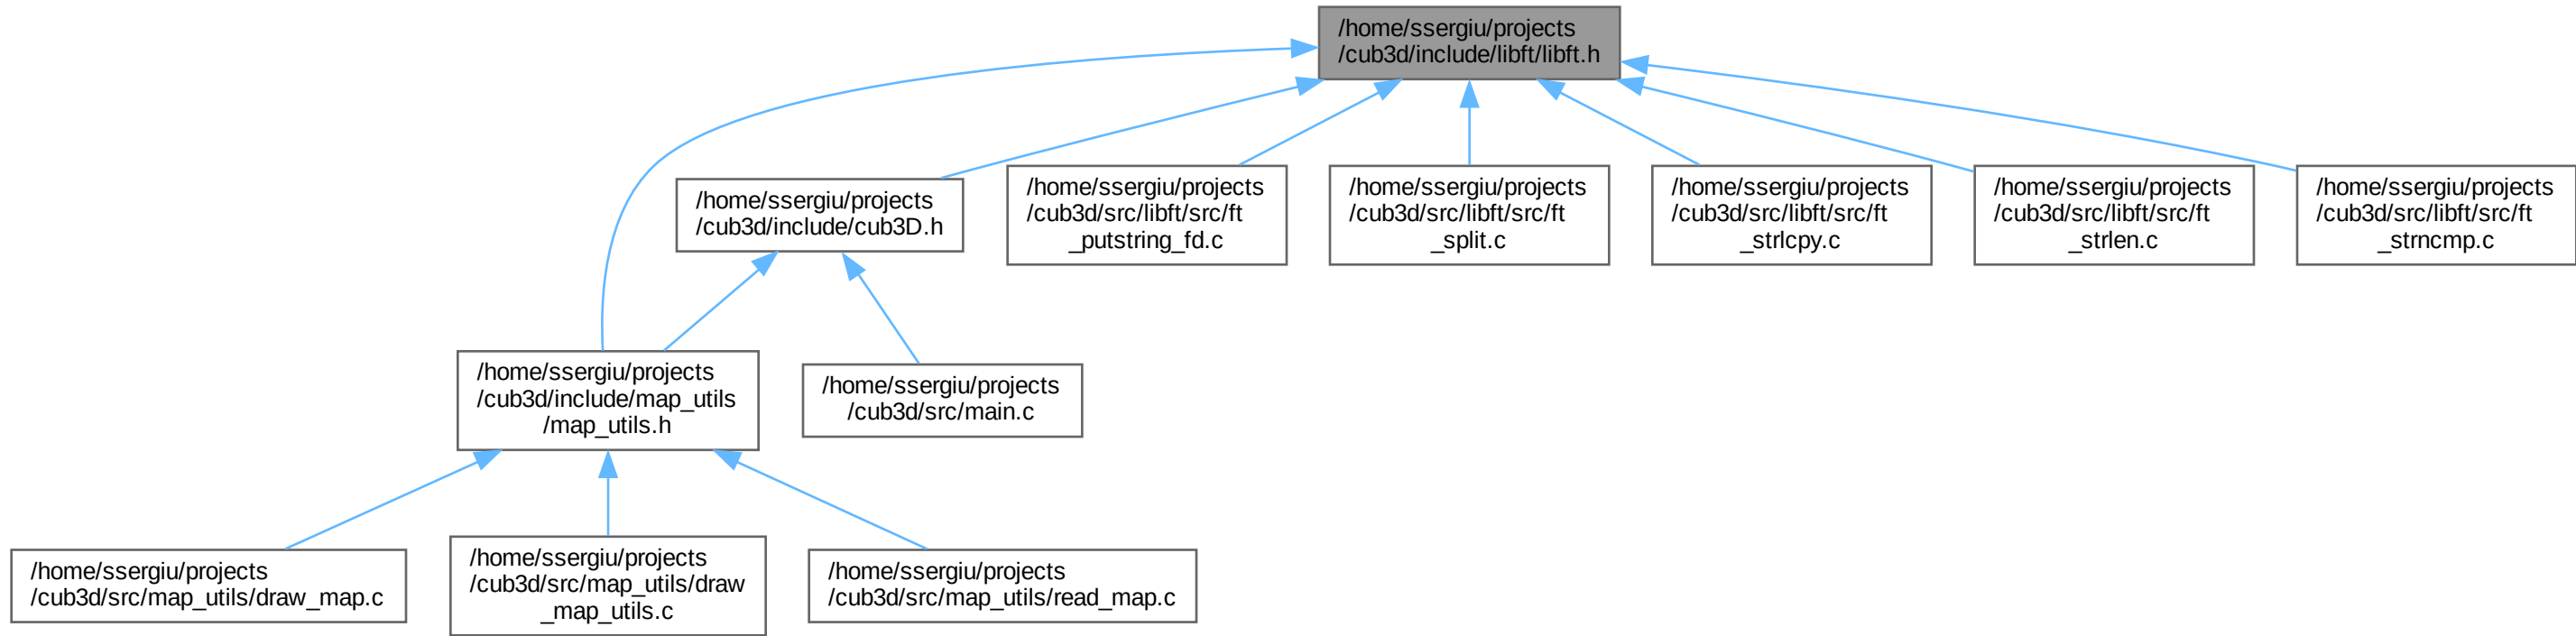 /home/ssergiu/projects
/cub3d/include/libft/libft.h
/home/ssergiu/projects
/cub3d/include/cub3D.h
/home/ssergiu/projects
/cub3d/src/libft/src/ft
_putstring_fd.c
/home/ssergiu/projects
/cub3d/src/libft/src/ft
_split.c
/home/ssergiu/projects
/cub3d/src/libft/src/ft
_strlcpy.c
/home/ssergiu/projects
/cub3d/src/libft/src/ft
_strlen.c
/home/ssergiu/projects
/cub3d/src/libft/src/ft
_strncmp.c
/home/ssergiu/projects
/cub3d/include/map_utils
/map_utils.h
/home/ssergiu/projects
/cub3d/src/main.c
/home/ssergiu/projects
/cub3d/src/map_utils/draw_map.c
/home/ssergiu/projects
/cub3d/src/map_utils/draw
_map_utils.c
/home/ssergiu/projects
/cub3d/src/map_utils/read_map.c